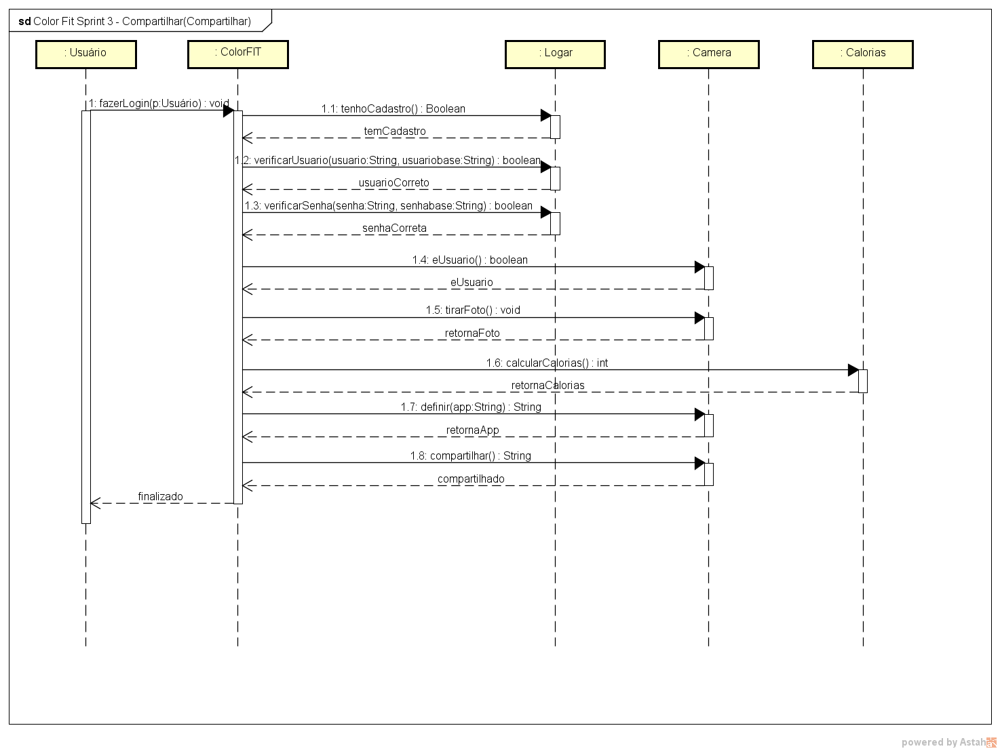 sd Color Fit Sprint 3 - Compartilhar(Compartilhar)
: Usuário
: ColorFIT
: Logar
: Camera
: Calorias
1: fazerLogin(p:Usuário) : void
1.1: tenhoCadastro() : Boolean
temCadastro
1.2: verificarUsuario(usuario:String, usuariobase:String) : boolean
usuarioCorreto
1.3: verificarSenha(senha:String, senhabase:String) : boolean
senhaCorreta
1.4: eUsuario() : boolean
eUsuario
1.5: tirarFoto() : void
retornaFoto
1.6: calcularCalorias() : int
retornaCalorias
1.7: definir(app:String) : String
retornaApp
1.8: compartilhar() : String
compartilhado
finalizado
powered by Astah